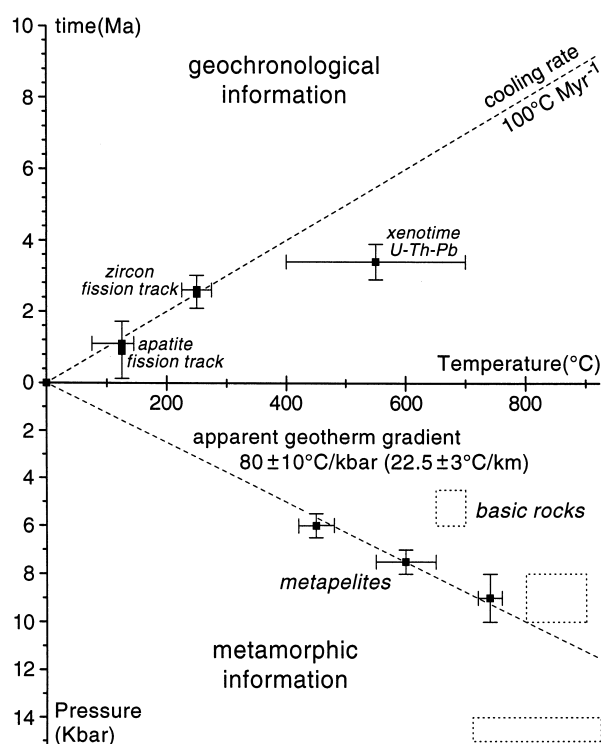 10
time(Ma)
geochronological
information
cooling rate
100°C Myr-1
8
6
4
xenotime
U-Th-Pb
zircon
fission track
2
apatite
fission track
Temperature(°C)
0
200
400
600
800
apparent geotherm gradient
80±10°C/kbar (22.5±3°C/km)
2
4
basic rocks
6
metapelites
8
10
metamorphic
information
12
Pressure
(Kbar)
14